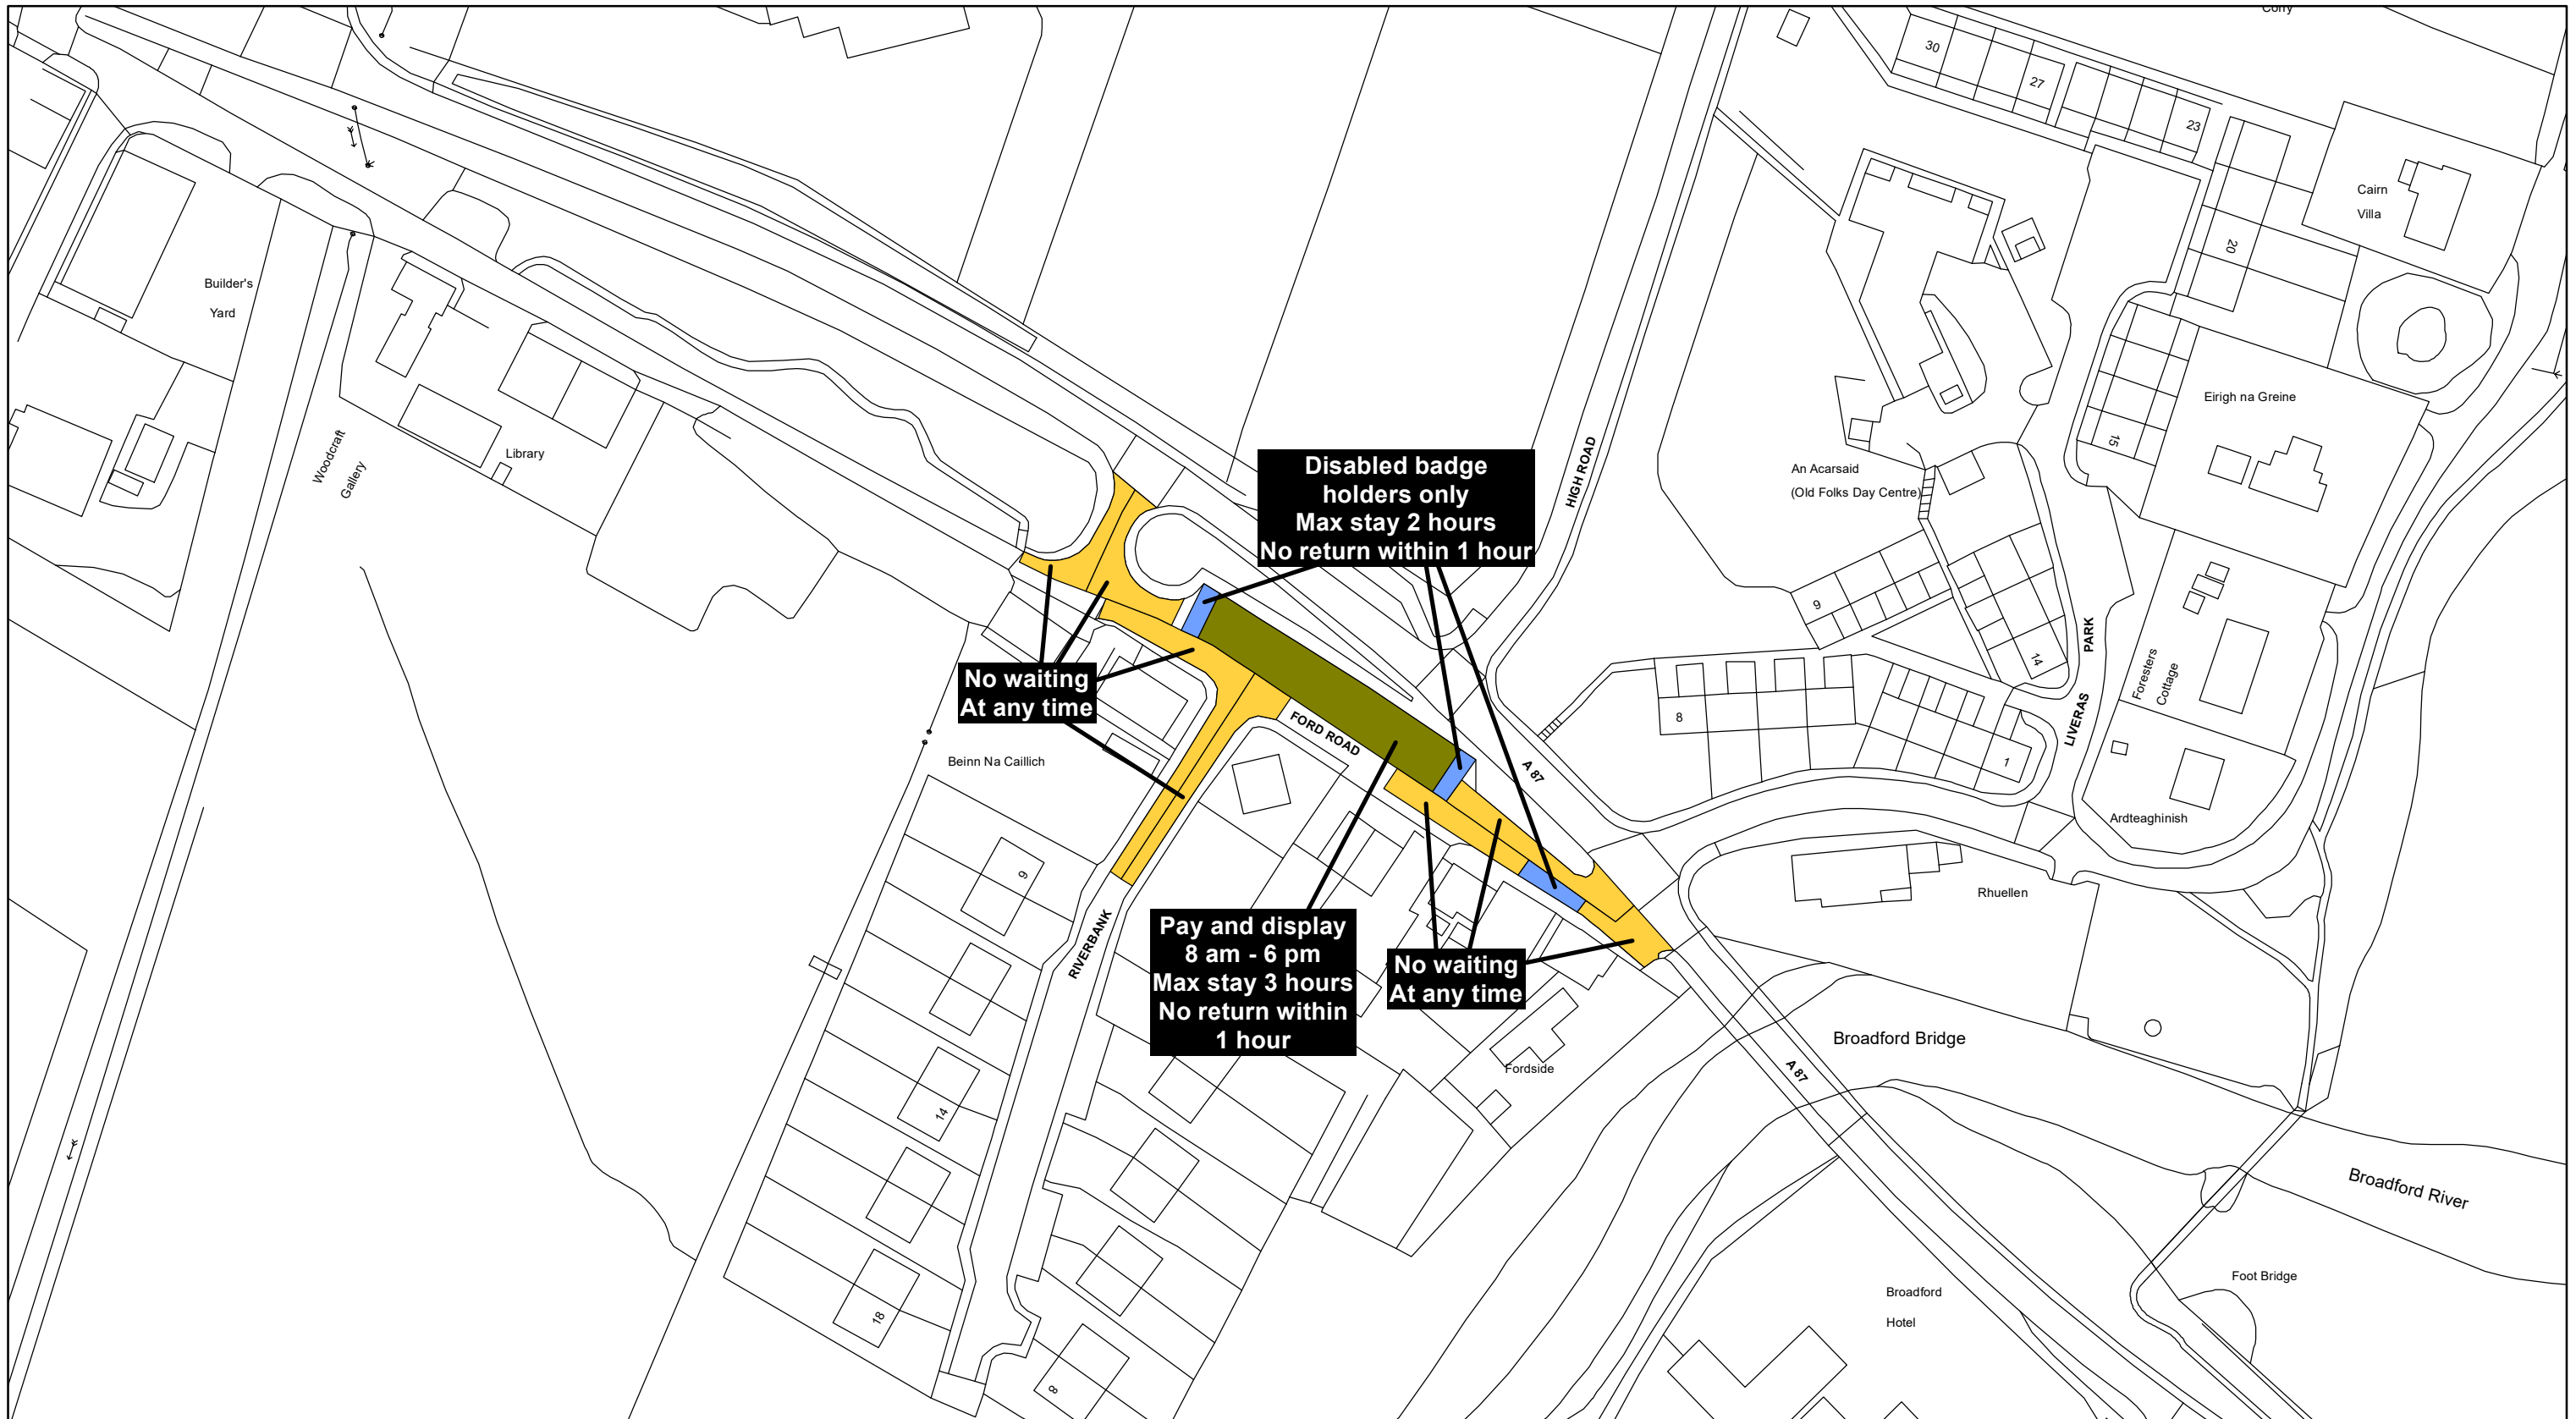 Corry
30
27
23
20
Cairn
Villa
Builder's
Yard
Woodcraft
Gallery
Library
HIGH ROAD
Disabled badge
holders only
Max stay 2 hours
No return within 1 hour
An Acarsaid
(Old Folks Day Centre)
Eirigh na Greine
15
9
14
8
1
LIVERAS PARK
Foresters
Cottage
Ardteaghinish
No waiting
At any time
FORD ROAD
A 87
Beinn Na Caillich
Rhuellen
9
RIVERBANK
Pay and display
8 am - 6 pm
Max stay 3 hours
No return within
1 hour
No waiting
At any time
Fordside
Broadford Bridge
A 87
14
Broadford River
18
8
Foot Bridge
Broadford
Hotel